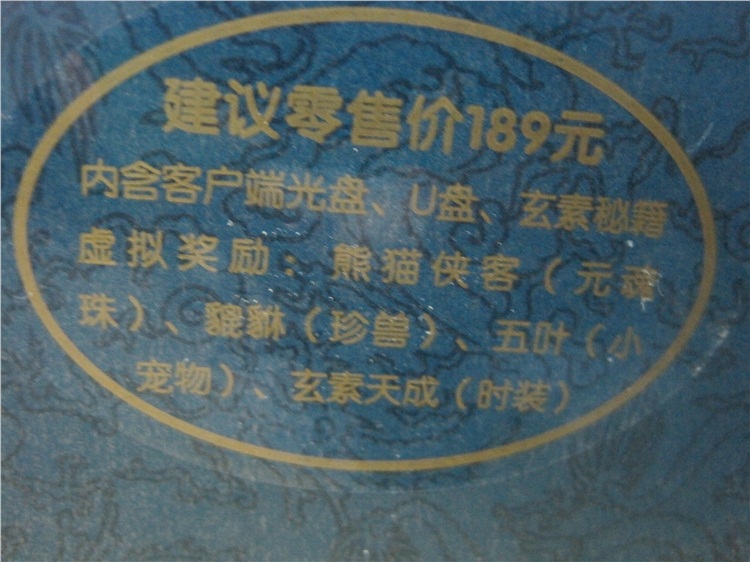 建议零售价189元
内含客户端光盘、U盘、玄素秘籍
虚拟奖励：熊猫侠客（元魂
珠）、貔貅（珍兽）、五叶（小
宠物）、玄素天成（时装）